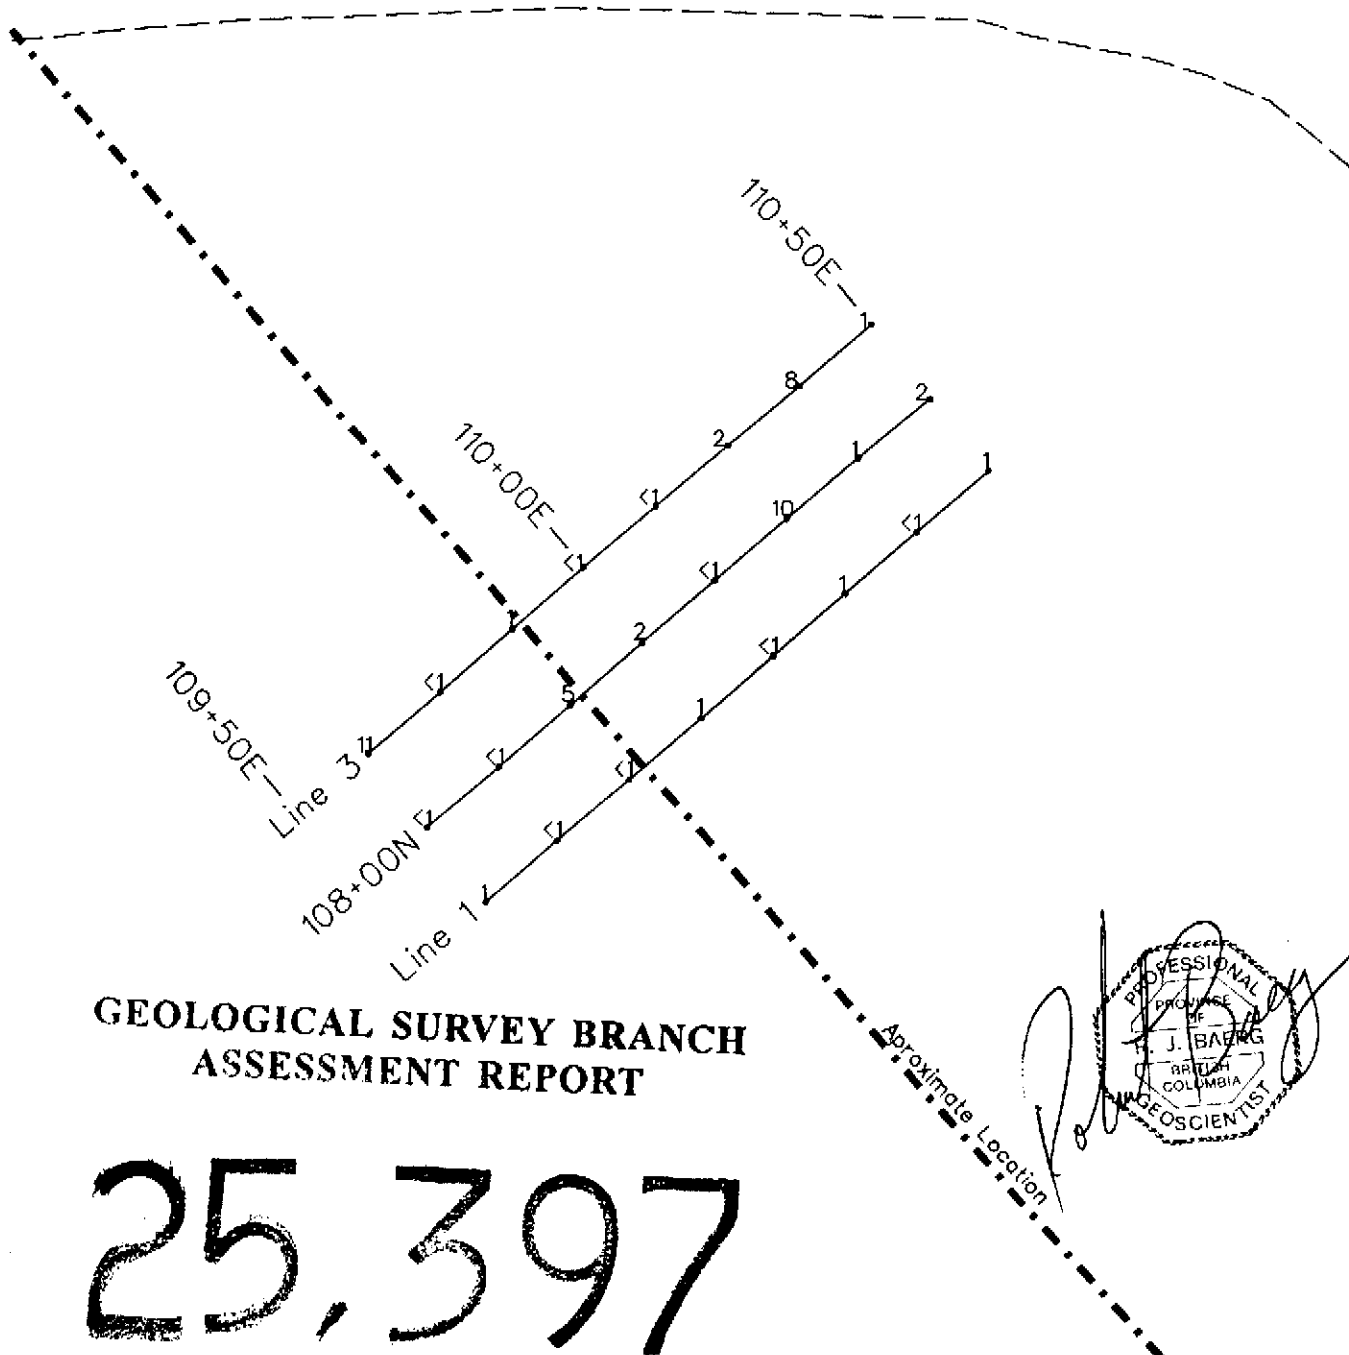 110+50E
1
8
2
<1
110+00E
<1
1
<1
109+50E
11
Line 3
2
1
10
<1
2
5
<1
<1
108+00N
1
<1
1
<1
1
<1
<1
1
Line 1
Aproximate Location
GEOLOGICAL SURVEY BRANCH
ASSESSMENT REPORT
25,397
PROFESSIONAL
PROVINCE
OF
R. J. BAERG
BRITISH
COLUMBIA
GEOSCIENTIST